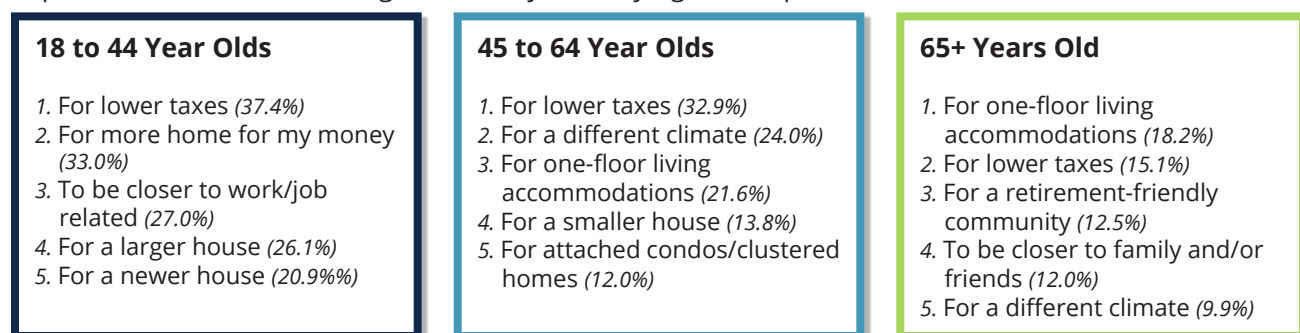 18 to 44 Year Olds
1. For lower taxes (37.4%)
2. For more home for my money
(33.0%)
3. To be closer to work/job
related (27.0%)
4. For a larger house (26.1%)
5. For a newer house (20.9%%)
45 to 64 Year Olds
1. For lower taxes (32.9%)
2. For a different climate (24.0%)
3. For one-floor living
accommodations (21.6%)
4. For a smaller house (13.8%)
5. For attached condos/clustered
homes (12.0%)
65+ Years Old
1. For one-floor living
accommodations (18.2%)
2. For lower taxes (15.1%)
3. For a retirement-friendly
community (12.5%)
4. To be closer to family and/or
friends (12.0%)
5. For a different climate (9.9%)